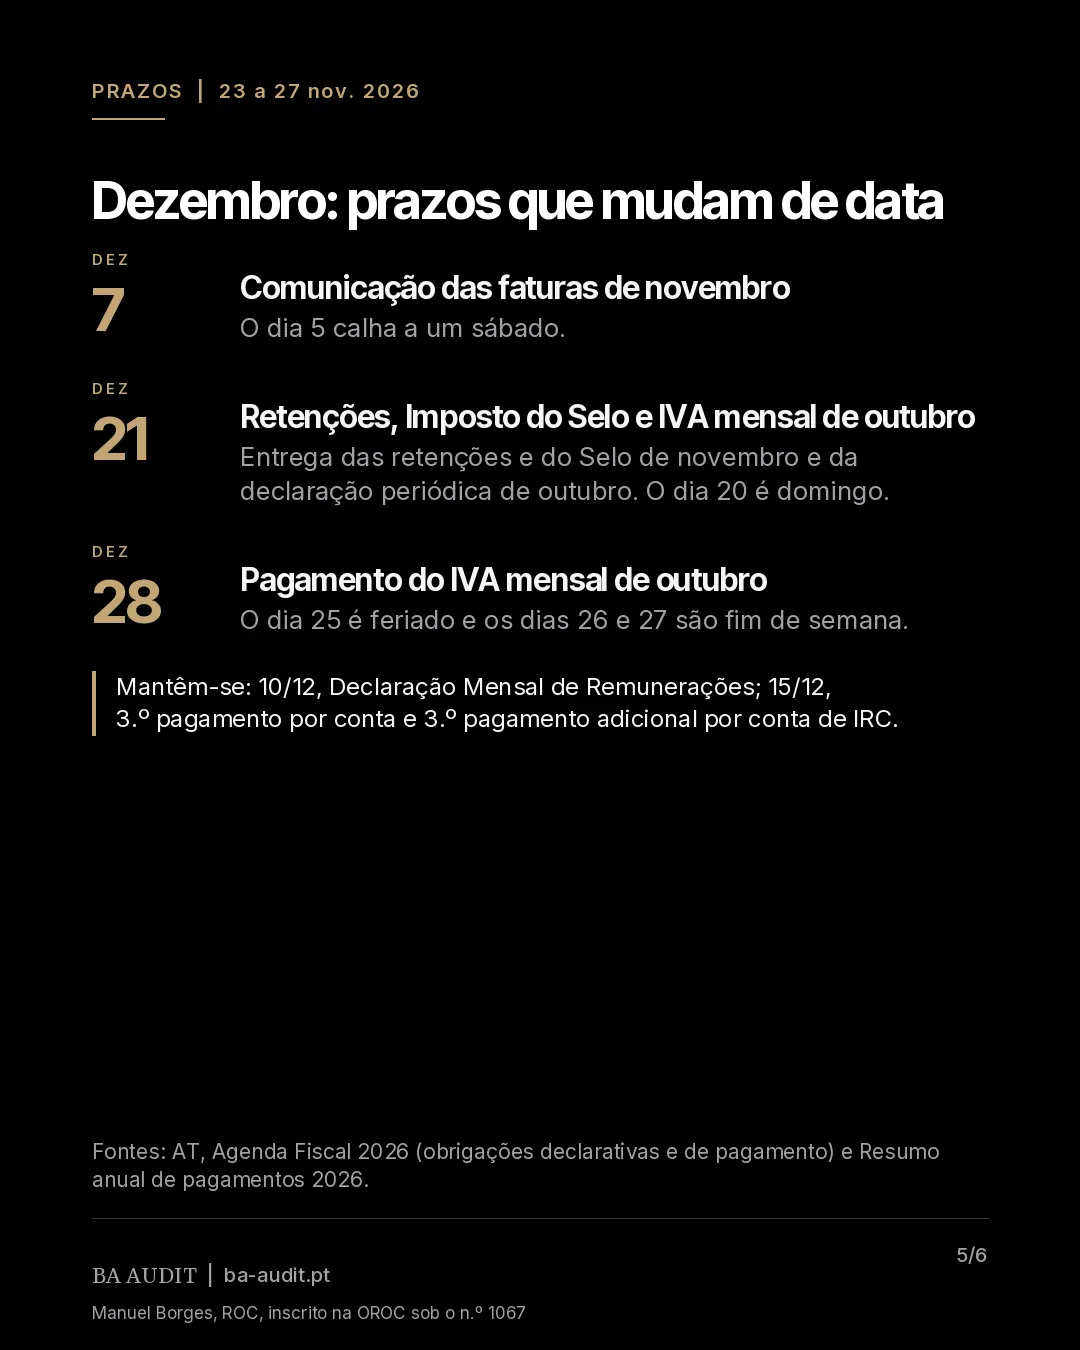 PRAZOS | 23 a 27 nov. 2026
Dezembro: prazos que mudam de data
DEZ
7
Comunicação das faturas de novembro
O dia 5 calha a um sábado.
DEZ
21
Retenções, Imposto do Selo e IVA mensal de outubro
Entrega das retenções e do Selo de novembro e da
declaração periódica de outubro. O dia 20 é domingo.
DEZ
28
Pagamento do IVA mensal de outubro
O dia 25 é feriado e os dias 26 e 27 são fim de semana.
Mantêm-se: 10/12, Declaração Mensal de Remunerações; 15/12,
3.º pagamento por conta e 3.º pagamento adicional por conta de IRC.
Fontes: AT, Agenda Fiscal 2026 (obrigações declarativas e de pagamento) e Resumo
anual de pagamentos 2026.
5/6
BA AUDIT | ba-audit.pt
Manuel Borges, ROC, inscrito na OROC sob o n.º 1067